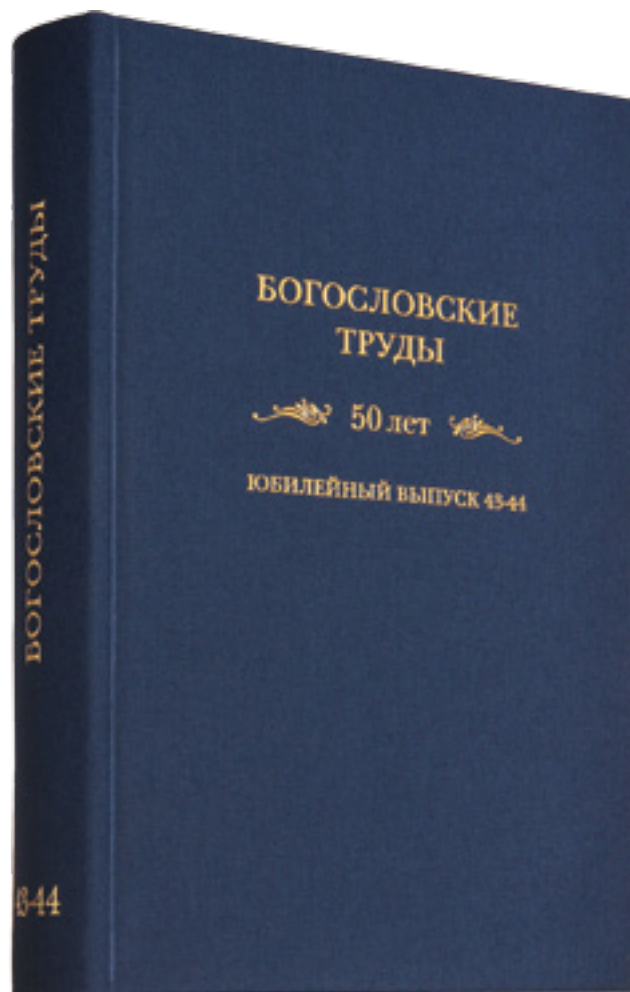 БОГОСЛОВСКИЕ ТРУДЫ
43-44
БОГОСЛОВСКИЕ
ТРУДЫ
50 лет
ЮБИЛЕЙНЫЙ ВЫПУСК 43-44